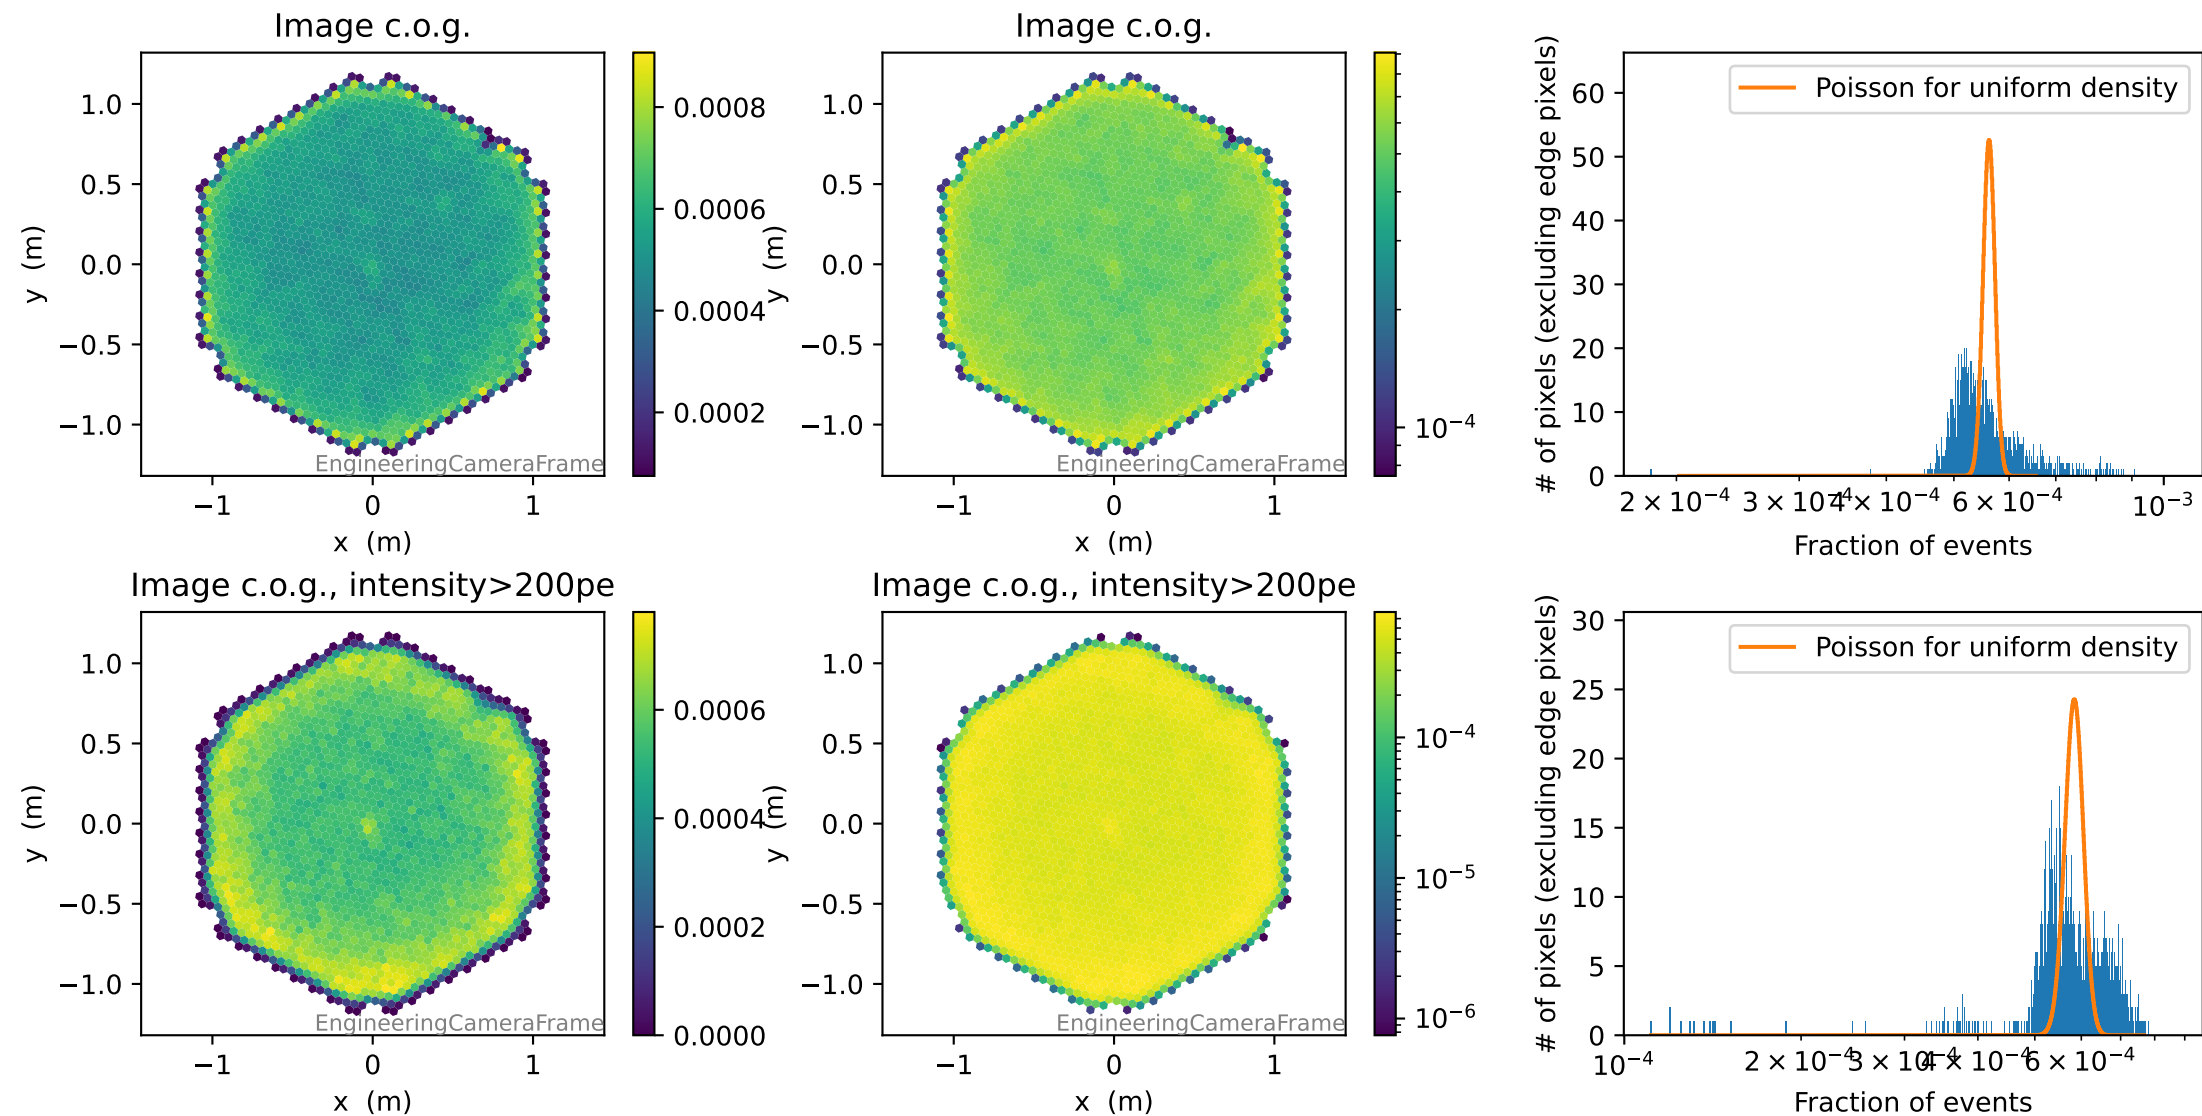 Image c.o.g.
1.0
0.5
0.0
−0.5
−1.0
y (m)
−1
0
1
x (m)
EngineeringCameraFrame
0.0008
0.0006
0.0004
0.0002
Image c.o.g.
1.0
0.5
0.0
−0.5
−1.0
y (m)
−1
0
1
x (m)
EngineeringCameraFrame
10⁻⁴
60
50
40
30
20
10
0
# of pixels (excluding edge pixels)
Poisson for uniform density
2 × 10⁻⁴
3 × 10⁻⁴
4 × 10⁻⁴
6 × 10⁻⁴
10⁻³
Fraction of events
Image c.o.g., intensity>200pe
1.0
0.5
0.0
−0.5
−1.0
y (m)
−1
0
1
x (m)
EngineeringCameraFrame
0.0006
0.0004
0.0002
0.0000
Image c.o.g., intensity>200pe
1.0
0.5
0.0
−0.5
−1.0
y (m)
−1
0
1
x (m)
EngineeringCameraFrame
10⁻⁴
10⁻⁵
10⁻⁶
30
25
20
15
10
5
0
# of pixels (excluding edge pixels)
Poisson for uniform density
10⁻⁴
2 × 10⁻⁴
3 × 10⁻⁴
4 × 10⁻⁴
6 × 10⁻⁴
Fraction of events